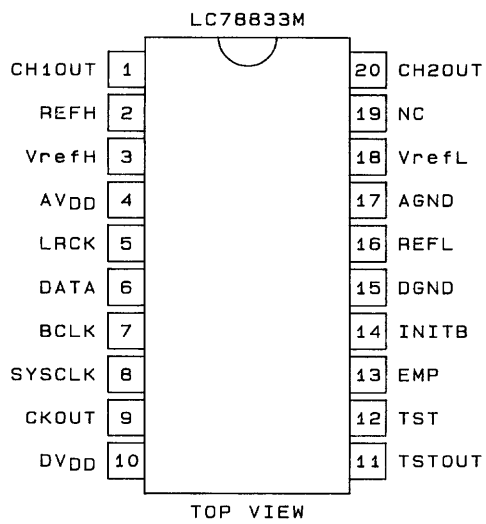 LC78833M
CH1OUT 1 20 CH2OUT
REFH 2 19 NC
VrefH 3 18 VrefL
AVDD 4 17 AGND
LRCK 5 16 REFL
DATA 6 15 DGND
BCLK 7 14 INITB
SYSCLK 8 13 EMP
CKOUT 9 12 TST
DVDD 10 11 TSTOUT
TOP VIEW